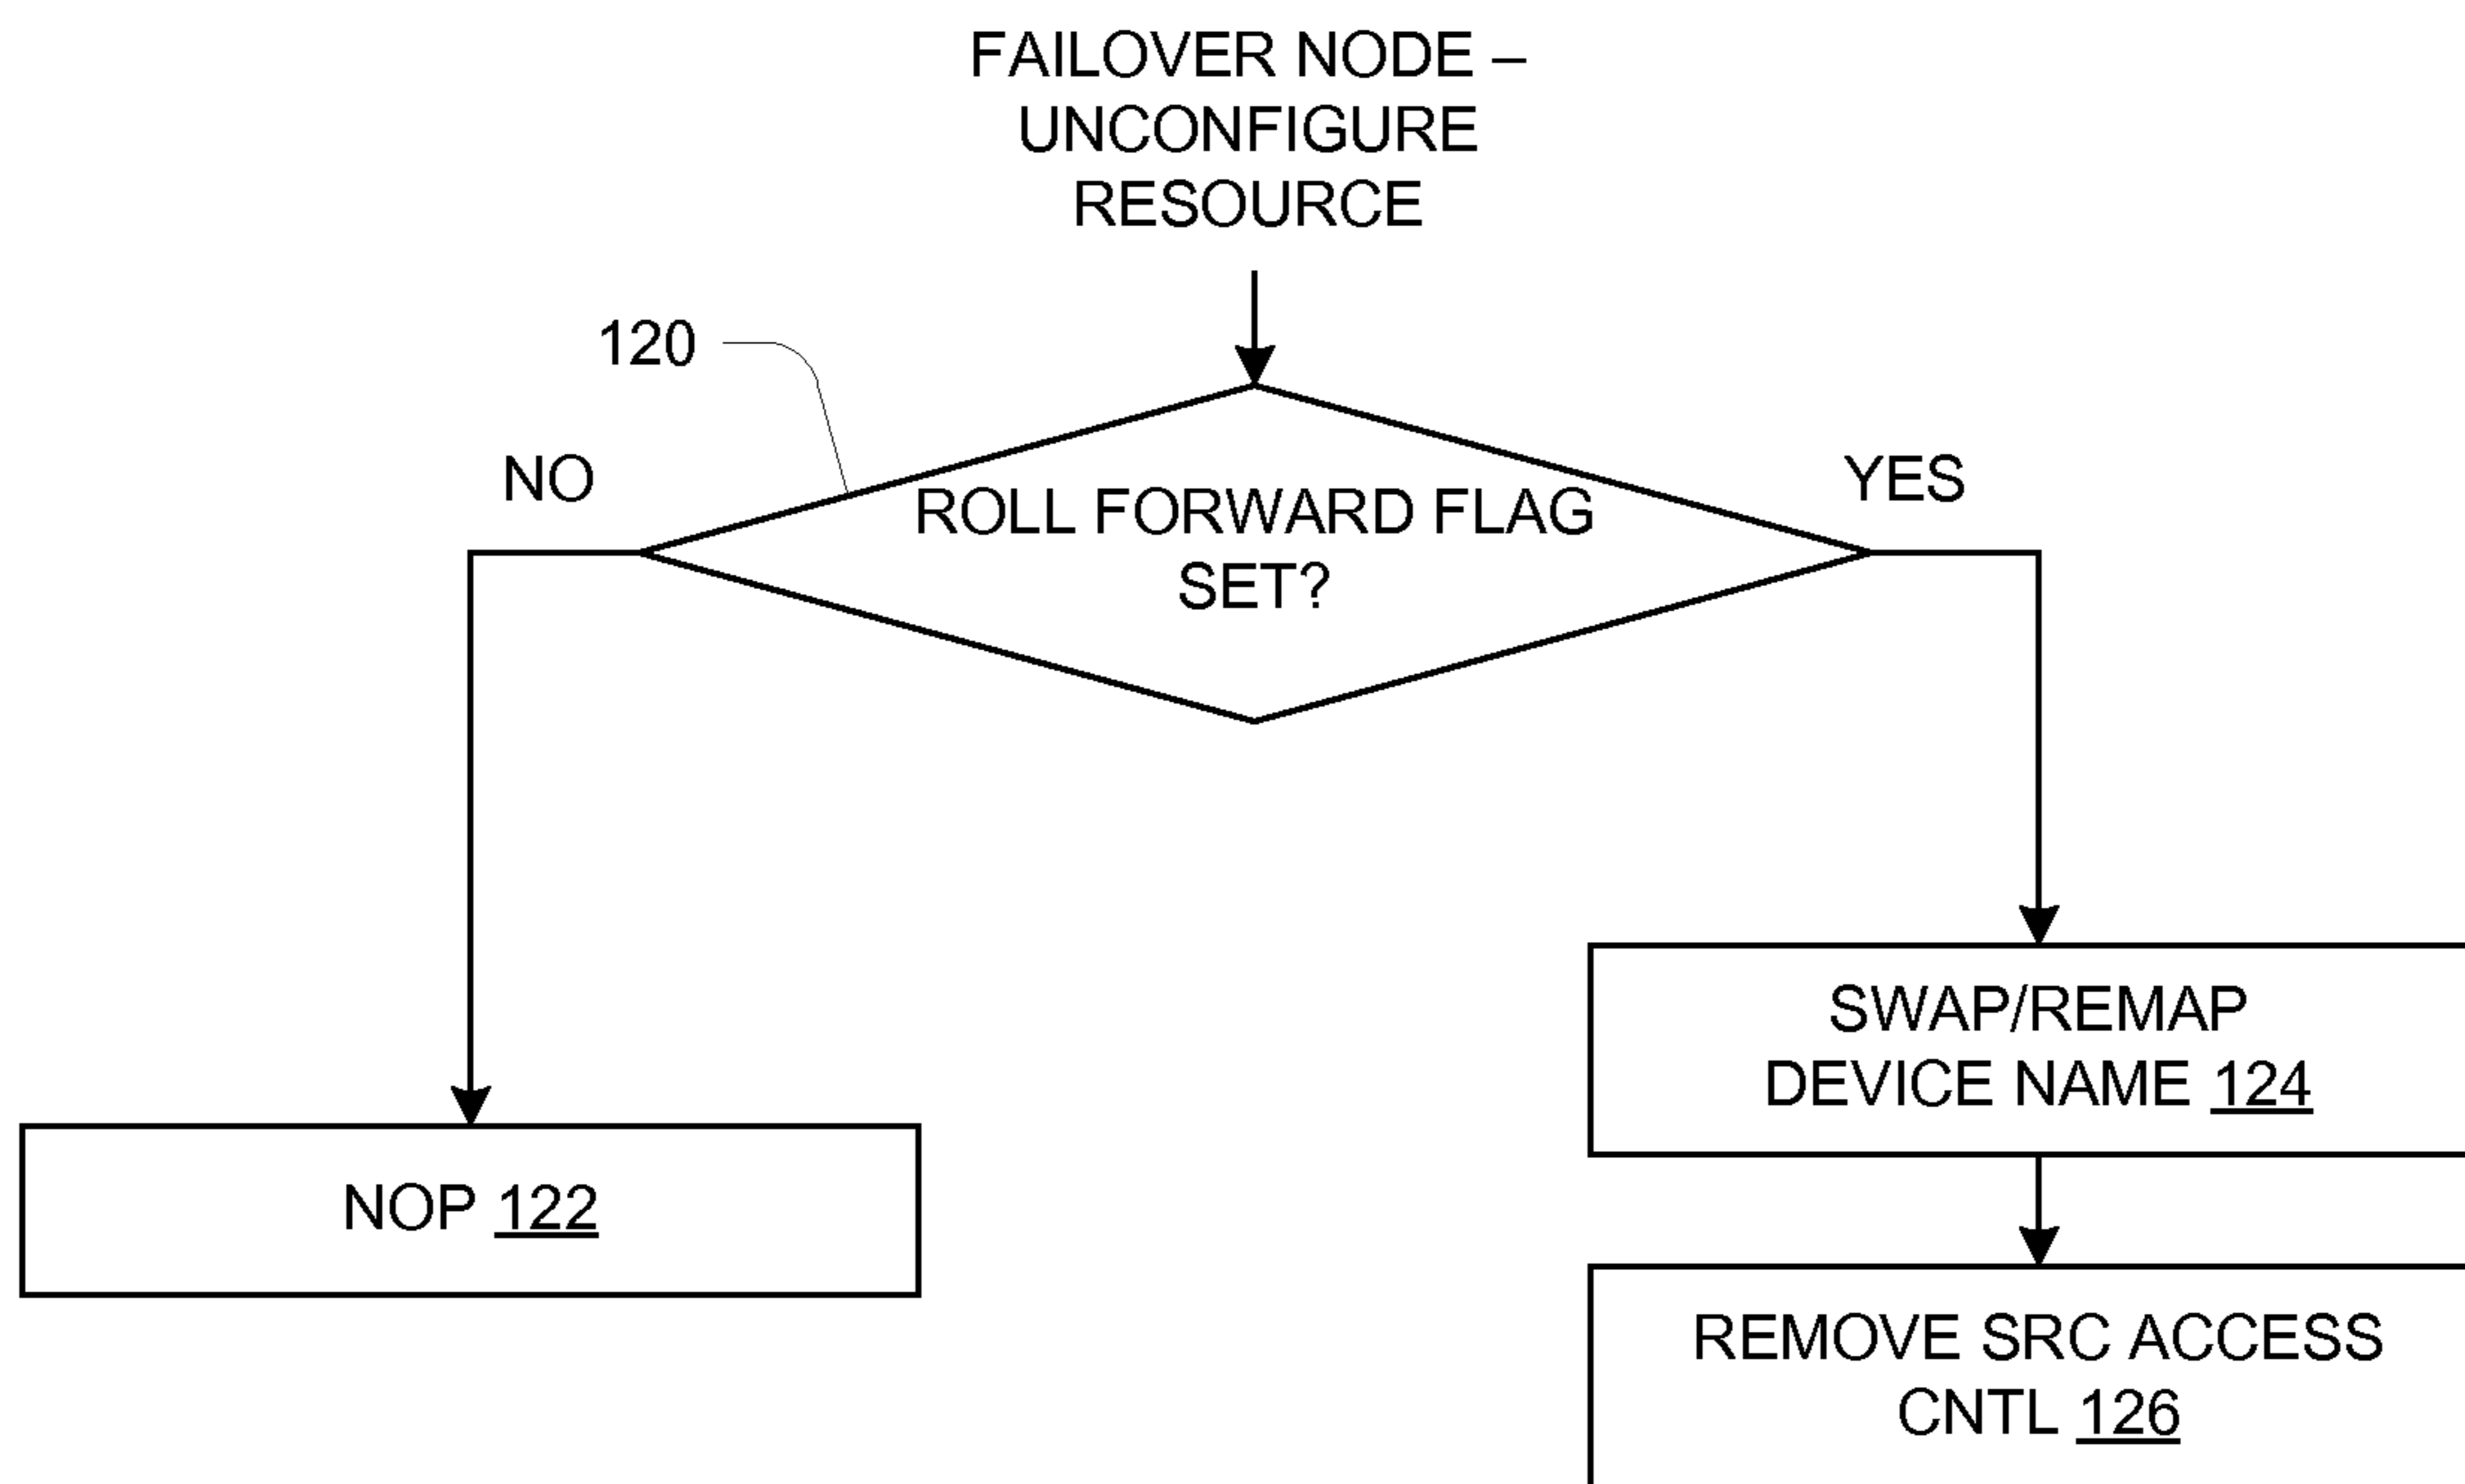 FAILOVER NODE –
UNCONFIGURE
RESOURCE
120
NO
YES
ROLL FORWARD FLAG
SET?
SWAP/REMAP
DEVICE NAME 124
NOP 122
REMOVE SRC ACCESS
CNTL 126